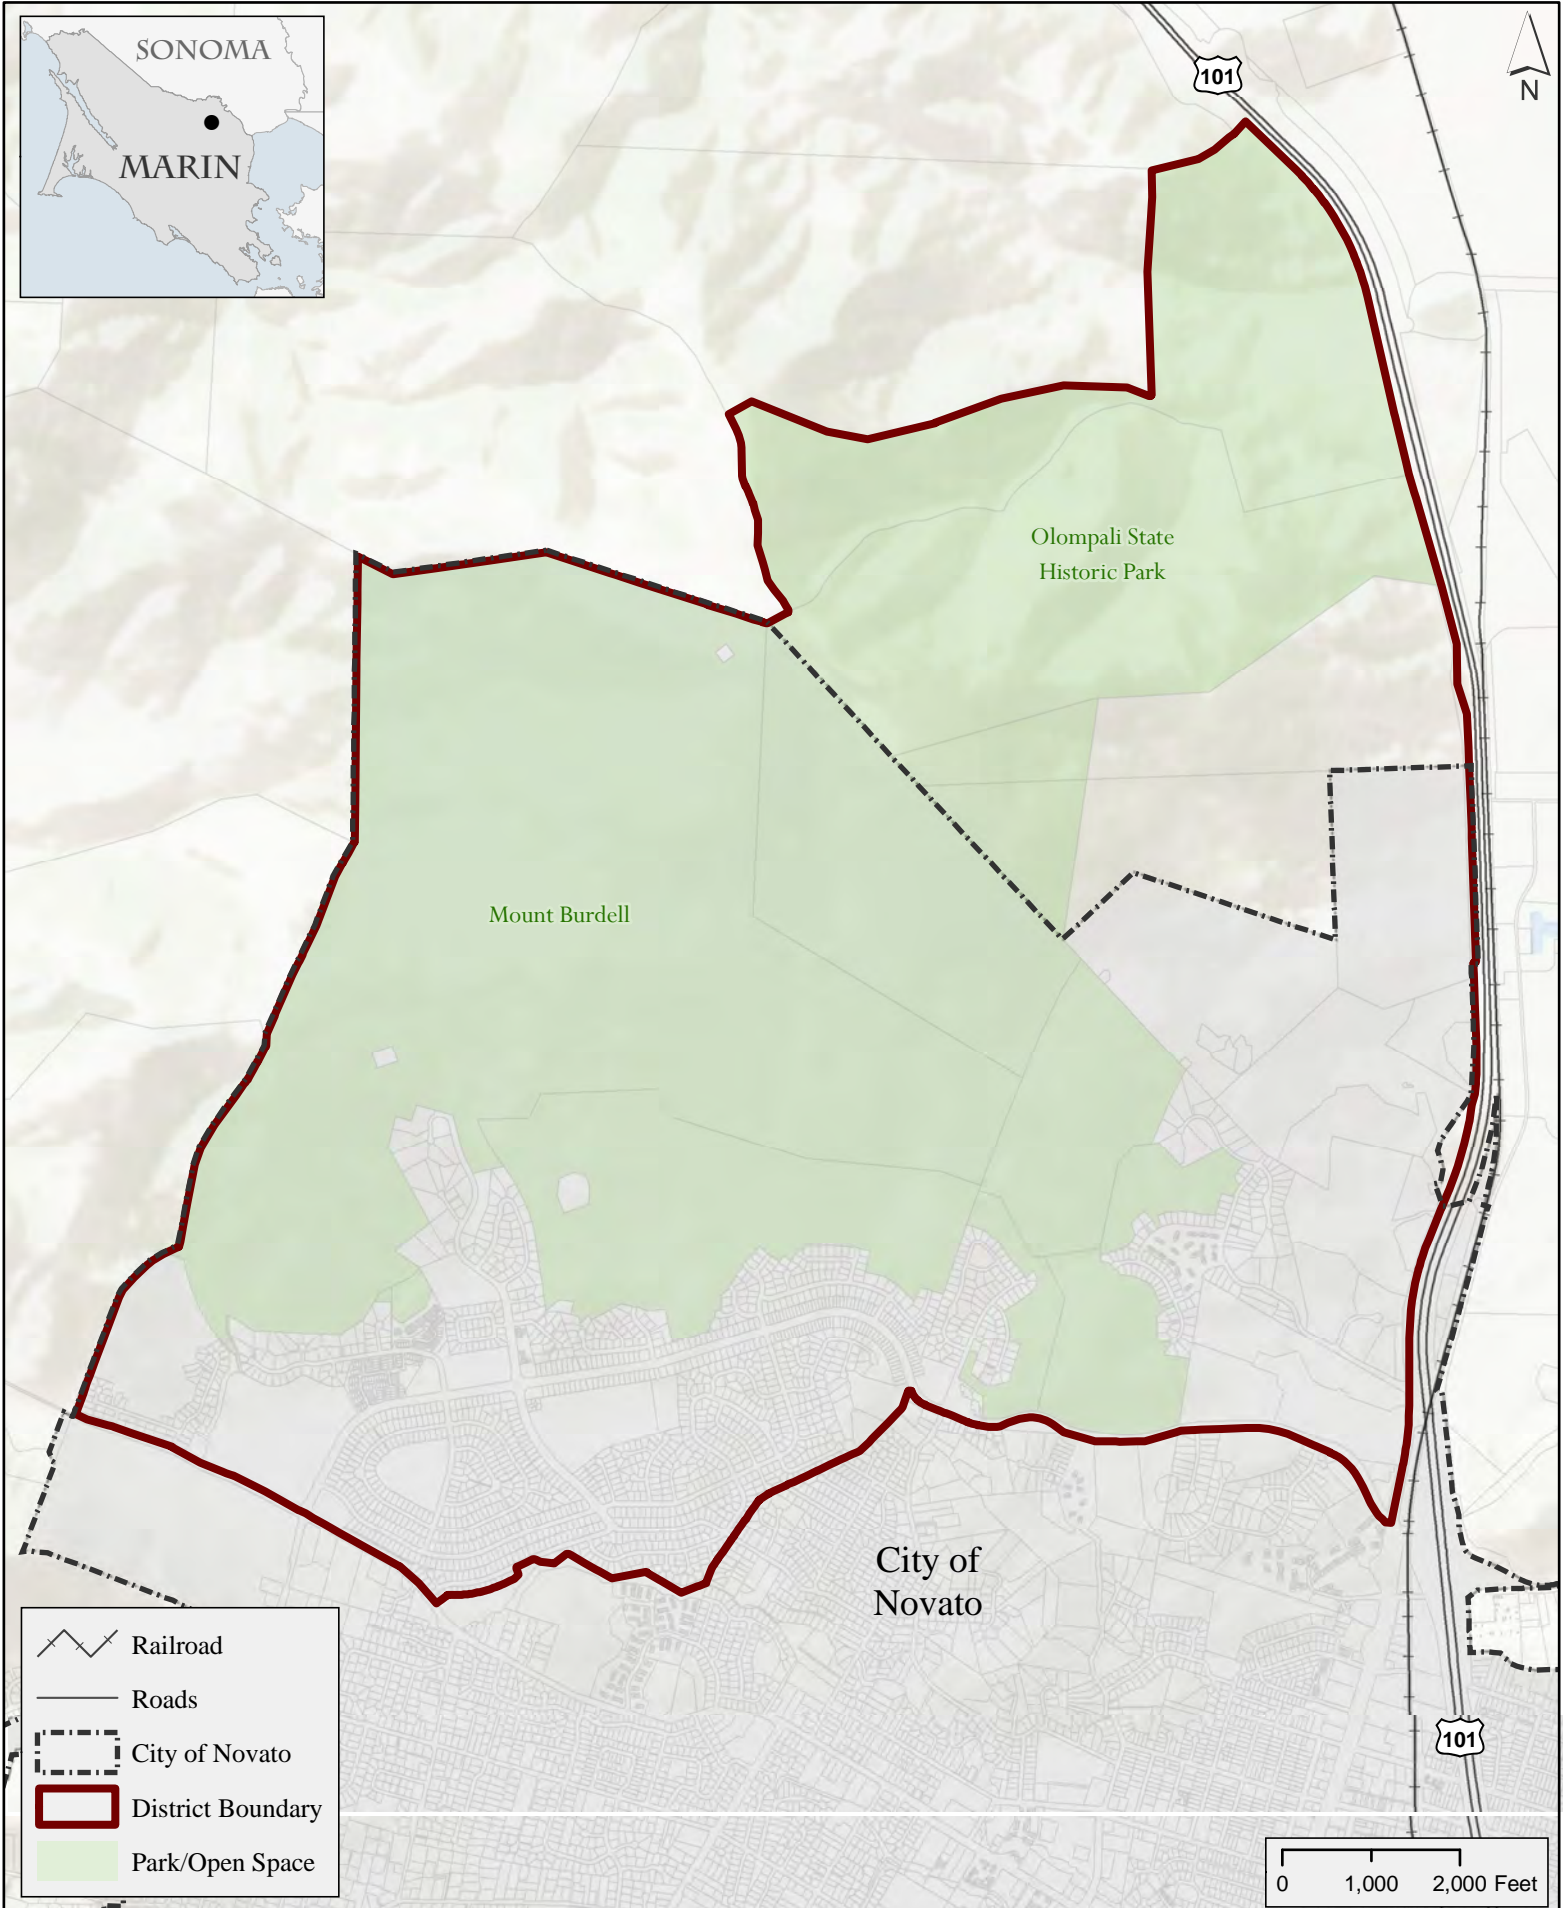 SONOMA
MARIN
101
N
Olompali State
Historic Park
Mount Burdell
City of
Novato
Railroad
Roads
City of Novato
District Boundary
Park/Open Space
101
0 1,000 2,000 Feet